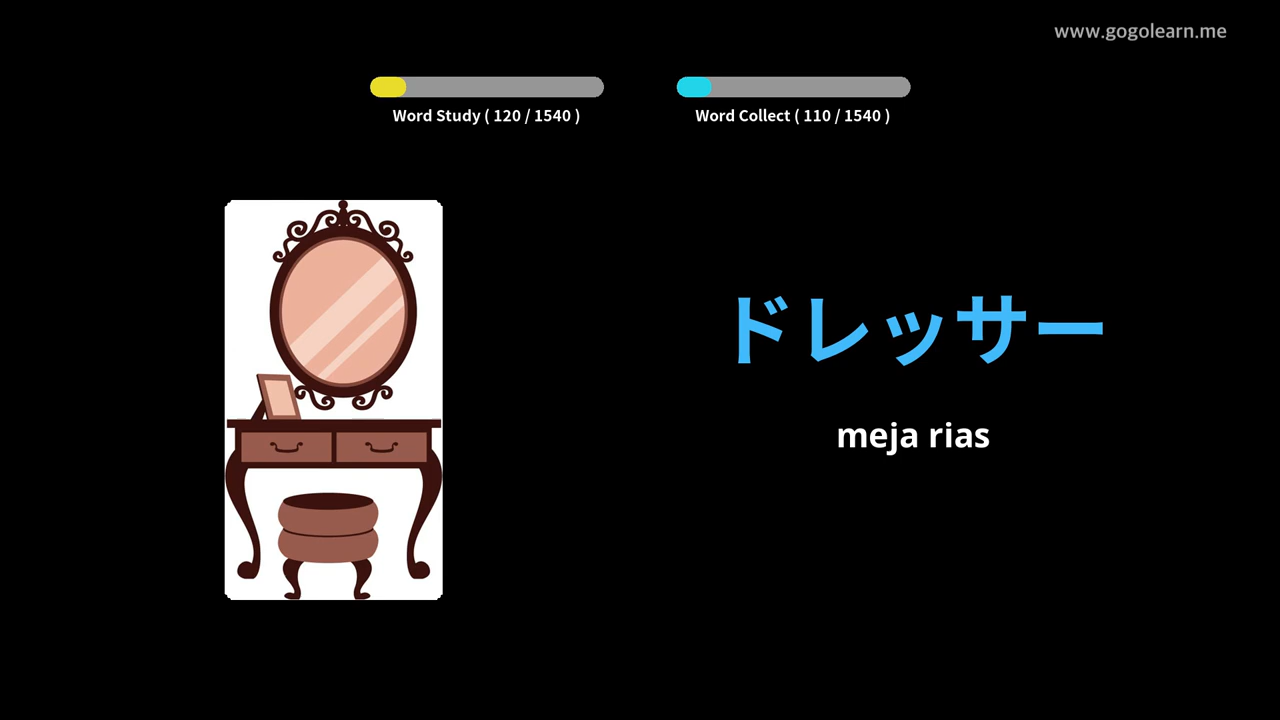 www.gogolearn.me
Word Study ( 120 / 1540 )
Word Collect ( 110 / 1540 )
ドレッサー
meja rias